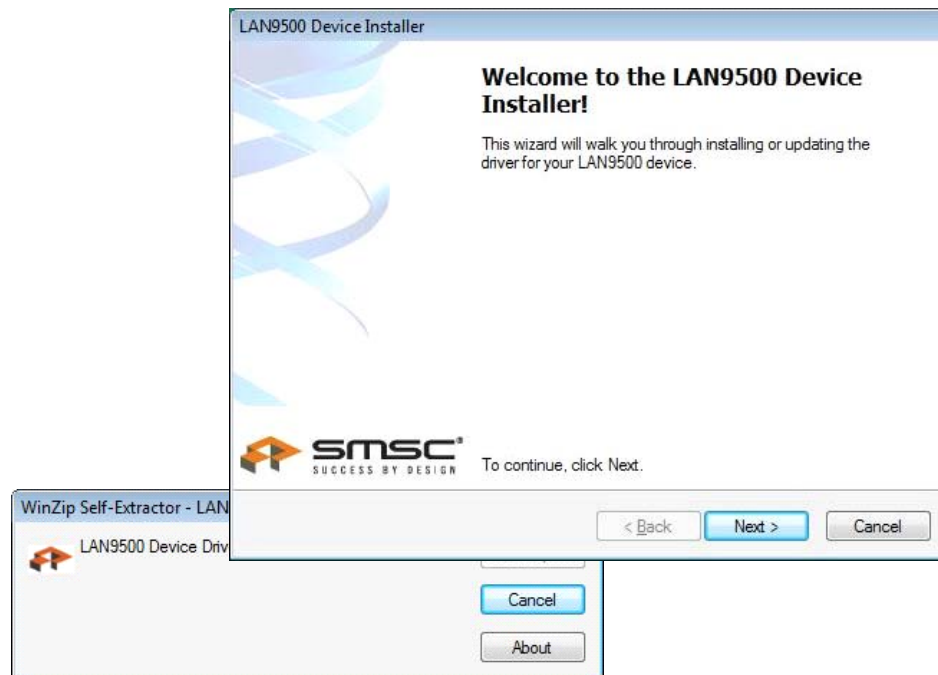 LAN9500 Device Installer
Welcome to the LAN9500 Device
Installer!
This wizard will walk you through installing or updating the
driver for your LAN9500 device.
smsc®
SUCCESS BY DESIGN
To continue, click Next.
< Back
Next >
Cancel
WinZip Self-Extractor - LAN
LAN9500 Device Driv
Cancel
About